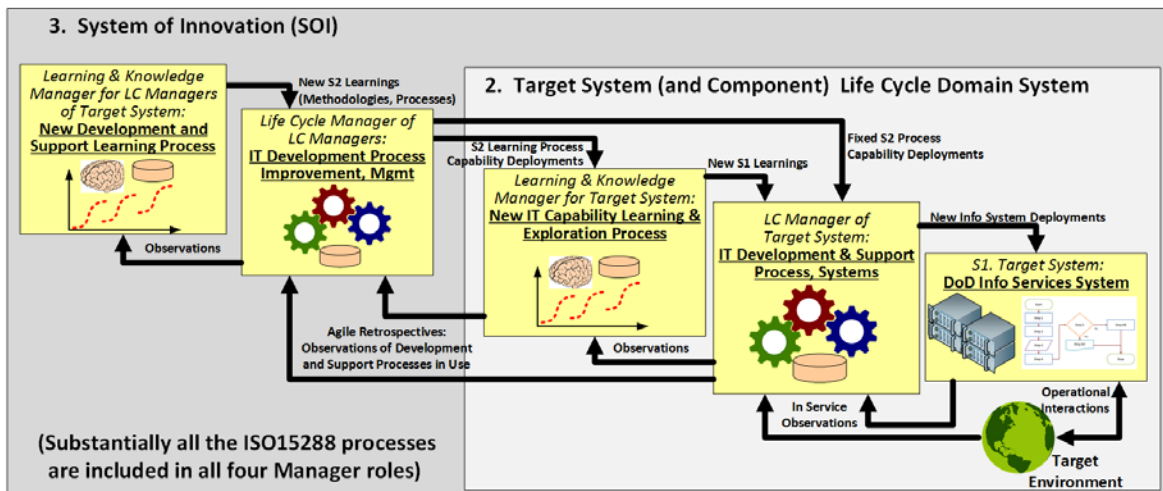 3. System of Innovation (SOI)
Learning & Knowledge
Manager for LC Managers
of Target System:
New Development and
Support Learning Process
New S2 Learnings
(Methodologies, Processes)
Observations
Life Cycle Manager of
LC Managers:
IT Development Process
Improvement, Mgmt
2. Target System (and Component) Life Cycle Domain System
S2 Learning Process
Capability Deployments
Fixed S2 Process
Capability Deployments
Learning & Knowledge
Manager for Target System:
New IT Capability Learning &
Exploration Process
New S1 Learnings
LC Manager of
Target System:
IT Development & Support
Process, Systems
New Info System Deployments
S1. Target System:
DoD Info Services System
Agile Retrospectives:
Observations of Development
and Support Processes in Use
Observations
In Service
Observations
Operational
Interactions
Target
Environment
(Substantially all the ISO15288 processes
are included in all four Manager roles)